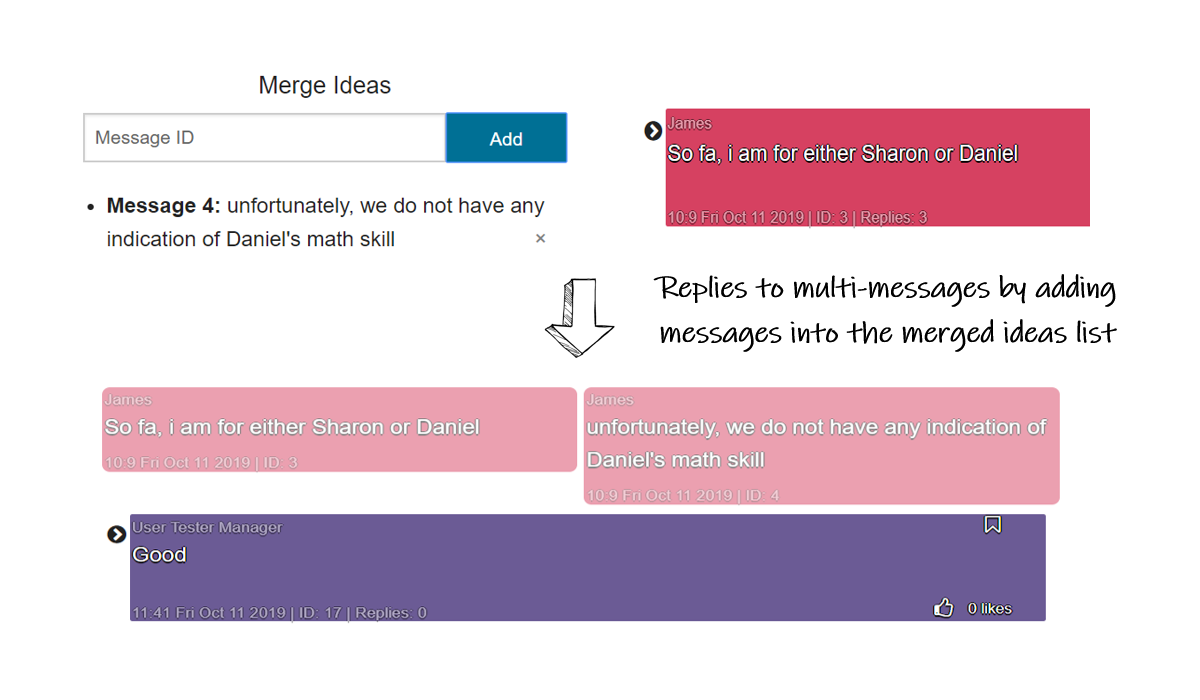 Merge Ideas
Message ID
Add
• Message 4: unfortunately, we do not have any
indication of Daniel's math skill
×
James
So fa, i am for either Sharon or Daniel
10:9 Fri Oct 11 2019 | ID: 3 | Replies: 3
Replies to multi-messages by adding
messages into the merged ideas list
James
So fa, i am for either Sharon or Daniel
10:9 Fri Oct 11 2019 | ID: 3
James
unfortunately, we do not have any indication of
Daniel's math skill
10:9 Fri Oct 11 2019 | ID: 4
User Tester Manager
Good
11:41 Fri Oct 11 2019 | ID: 17 | Replies: 0
0 likes